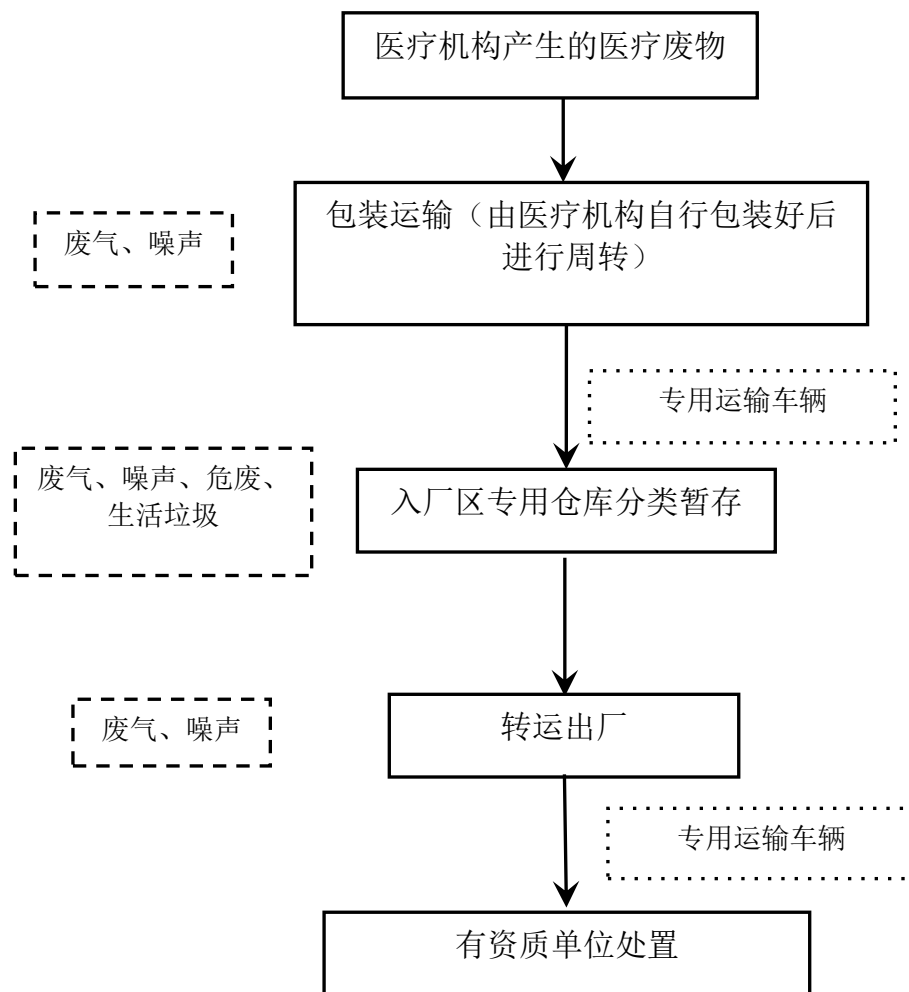 医疗机构产生的医疗废物
包装运输（由医疗机构自行包装好后
进行周转）
废气、噪声
专用运输车辆
废气、噪声、危废、
生活垃圾
入厂区专用仓库分类暂存
废气、噪声
转运出厂
专用运输车辆
有资质单位处置